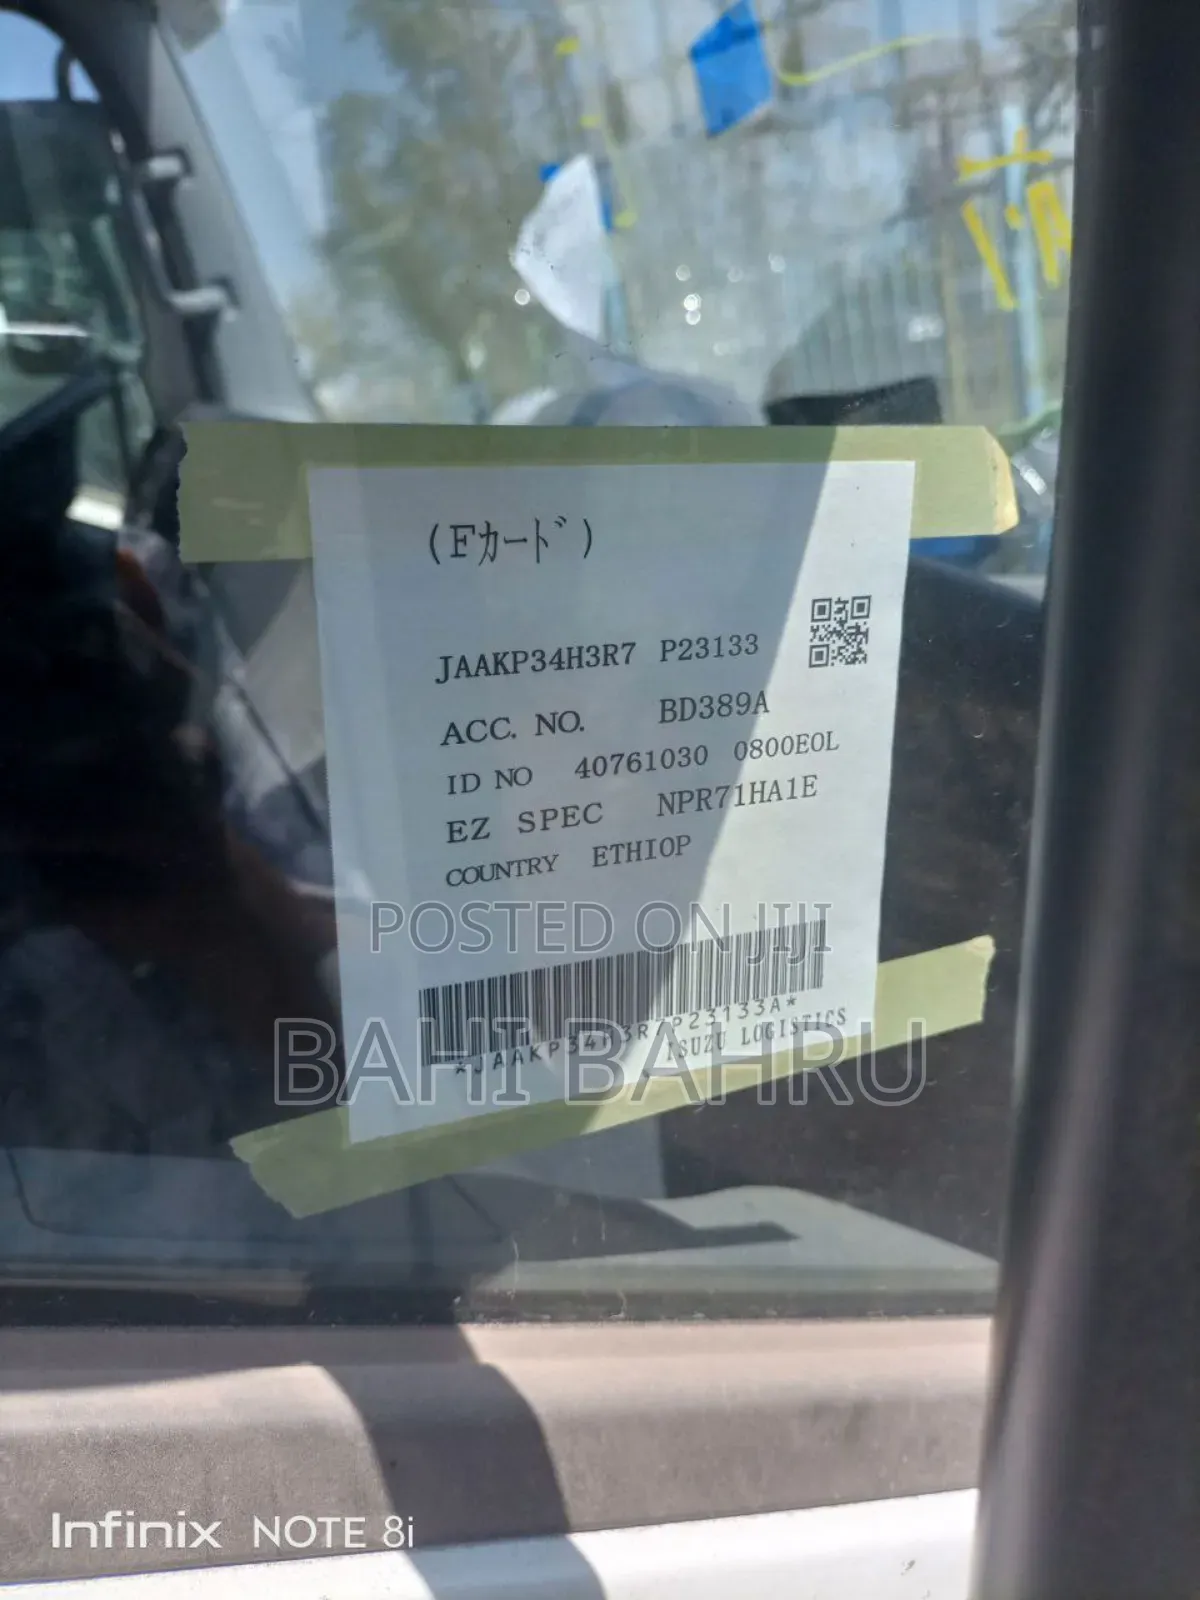 (Fカード)
JAAKP34H3R7 P23133
ACC. NO. BD389A
ID NO 40761030 0800E0L
EZ SPEC NPR71HA1E
COUNTRY ETHIOP
POSTED ON JIJI
*JAAKP34H3R7P23133A*
ISUZU LOGISTICS
BAHI BAHRU
Infinix NOTE 8i